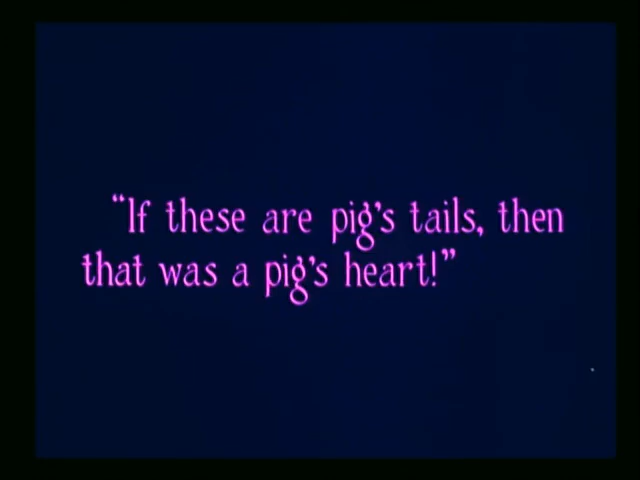 “If these are pig’s tails, then
that was a pig’s heart!”